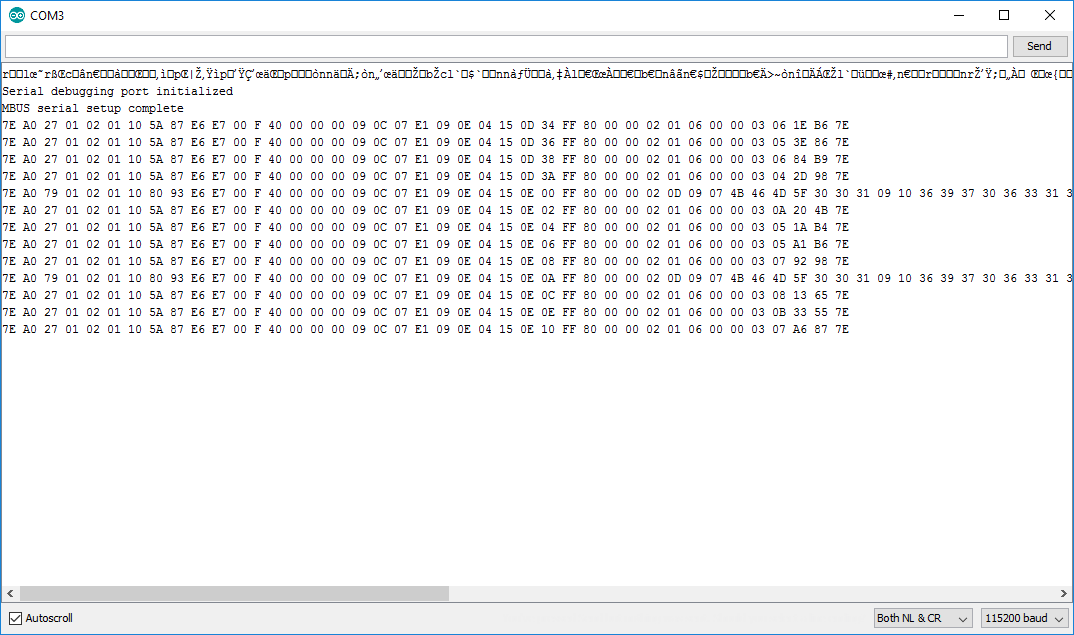 COM3
Send
Serial debugging port initialized
MBUS serial setup complete
7E A0 27 01 02 01 10 5A 87 E6 E7 00 F 40 00 00 00 09 0C 07 E1 09 0E 04 15 0D 34 FF 80 00 00 02 01 06 00 00 03 06 1E B6 7E
7E A0 27 01 02 01 10 5A 87 E6 E7 00 F 40 00 00 00 09 0C 07 E1 09 0E 04 15 0D 36 FF 80 00 00 02 01 06 00 00 03 05 3E 86 7E
7E A0 27 01 02 01 10 5A 87 E6 E7 00 F 40 00 00 00 09 0C 07 E1 09 0E 04 15 0D 38 FF 80 00 00 02 01 06 00 00 03 06 84 B9 7E
7E A0 27 01 02 01 10 5A 87 E6 E7 00 F 40 00 00 00 09 0C 07 E1 09 0E 04 15 0D 3A FF 80 00 00 02 01 06 00 00 03 04 2D 98 7E
7E A0 79 01 02 01 10 80 93 E6 E7 00 F 40 00 00 00 09 0C 07 E1 09 0E 04 15 0E 00 FF 80 00 00 02 0D 09 07 4B 46 4D 5F 30 30 31 09 10 36 39 37 30 36 33 31 3
7E A0 27 01 02 01 10 5A 87 E6 E7 00 F 40 00 00 00 09 0C 07 E1 09 0E 04 15 0E 02 FF 80 00 00 02 01 06 00 00 03 0A 20 4B 7E
7E A0 27 01 02 01 10 5A 87 E6 E7 00 F 40 00 00 00 09 0C 07 E1 09 0E 04 15 0E 04 FF 80 00 00 02 01 06 00 00 03 05 1A B4 7E
7E A0 27 01 02 01 10 5A 87 E6 E7 00 F 40 00 00 00 09 0C 07 E1 09 0E 04 15 0E 06 FF 80 00 00 02 01 06 00 00 03 05 A1 B6 7E
7E A0 27 01 02 01 10 5A 87 E6 E7 00 F 40 00 00 00 09 0C 07 E1 09 0E 04 15 0E 08 FF 80 00 00 02 01 06 00 00 03 07 92 98 7E
7E A0 79 01 02 01 10 80 93 E6 E7 00 F 40 00 00 00 09 0C 07 E1 09 0E 04 15 0E 0A FF 80 00 00 02 0D 09 07 4B 46 4D 5F 30 30 31 09 10 36 39 37 30 36 33 31 3
7E A0 27 01 02 01 10 5A 87 E6 E7 00 F 40 00 00 00 09 0C 07 E1 09 0E 04 15 0E 0C FF 80 00 00 02 01 06 00 00 03 08 13 65 7E
7E A0 27 01 02 01 10 5A 87 E6 E7 00 F 40 00 00 00 09 0C 07 E1 09 0E 04 15 0E 0E FF 80 00 00 02 01 06 00 00 03 0B 33 55 7E
7E A0 27 01 02 01 10 5A 87 E6 E7 00 F 40 00 00 00 09 0C 07 E1 09 0E 04 15 0E 10 FF 80 00 00 02 01 06 00 00 03 07 A6 87 7E
Autoscroll
Both NL & CR
115200 baud